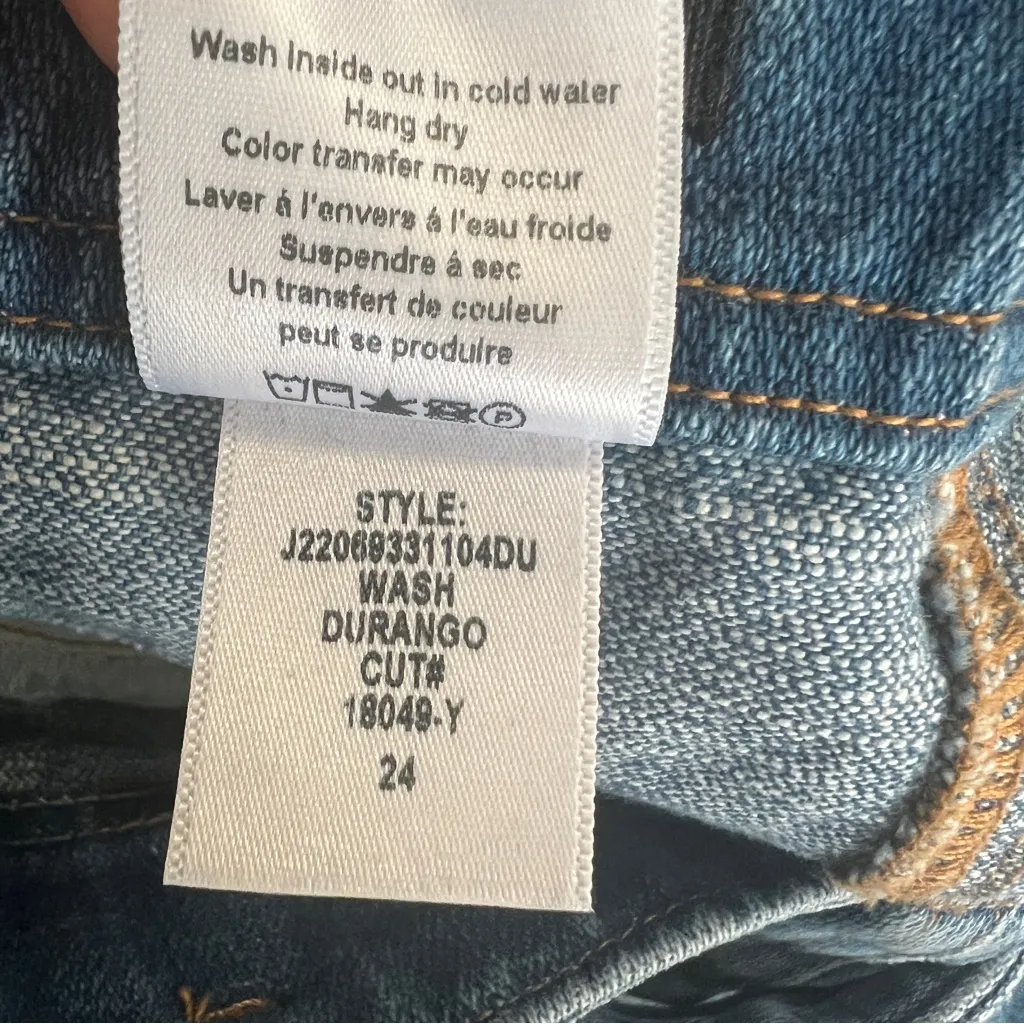 Wash Inside out in cold water
Hang dry
Color transfer may occur
Laver á l'envers á l'eau froide
Suspendre á sec
Un transfert de couleur
peut se produire
P
STYLE:
J22069331104DU
WASH
DURANGO
CUT#
18049-Y
24